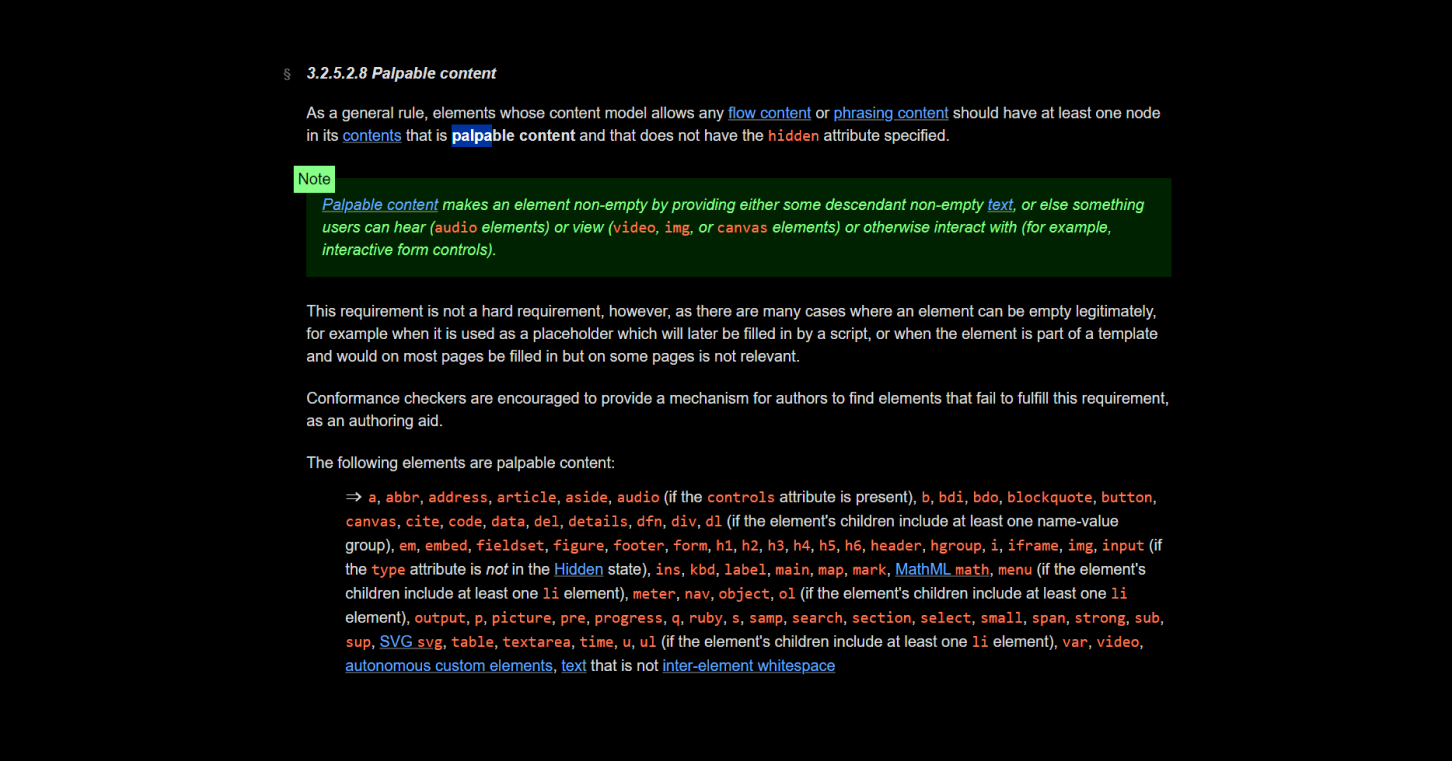 § 3.2.5.2.8 Palpable content
As a general rule, elements whose content model allows any flow content or phrasing content should have at least one node
in its contents that is palpable content and that does not have the hidden attribute specified.
Note
Palpable content makes an element non-empty by providing either some descendant non-empty text, or else something
users can hear (audio elements) or view (video, img, or canvas elements) or otherwise interact with (for example,
interactive form controls).
This requirement is not a hard requirement, however, as there are many cases where an element can be empty legitimately,
for example when it is used as a placeholder which will later be filled in by a script, or when the element is part of a template
and would on most pages be filled in but on some pages is not relevant.
Conformance checkers are encouraged to provide a mechanism for authors to find elements that fail to fulfill this requirement,
as an authoring aid.
The following elements are palpable content:
⇒ a, abbr, address, article, aside, audio (if the controls attribute is present), b, bdi, bdo, blockquote, button,
canvas, cite, code, data, del, details, dfn, div, dl (if the element's children include at least one name-value
group), em, embed, fieldset, figure, footer, form, h1, h2, h3, h4, h5, h6, header, hgroup, i, iframe, img, input (if
the type attribute is not in the Hidden state), ins, kbd, label, main, map, mark, MathML math, menu (if the element's
children include at least one li element), meter, nav, object, ol (if the element's children include at least one li
element), output, p, picture, pre, progress, q, ruby, s, samp, search, section, select, small, span, strong, sub,
sup, SVG svg, table, textarea, time, u, ul (if the element's children include at least one li element), var, video,
autonomous custom elements, text that is not inter-element whitespace